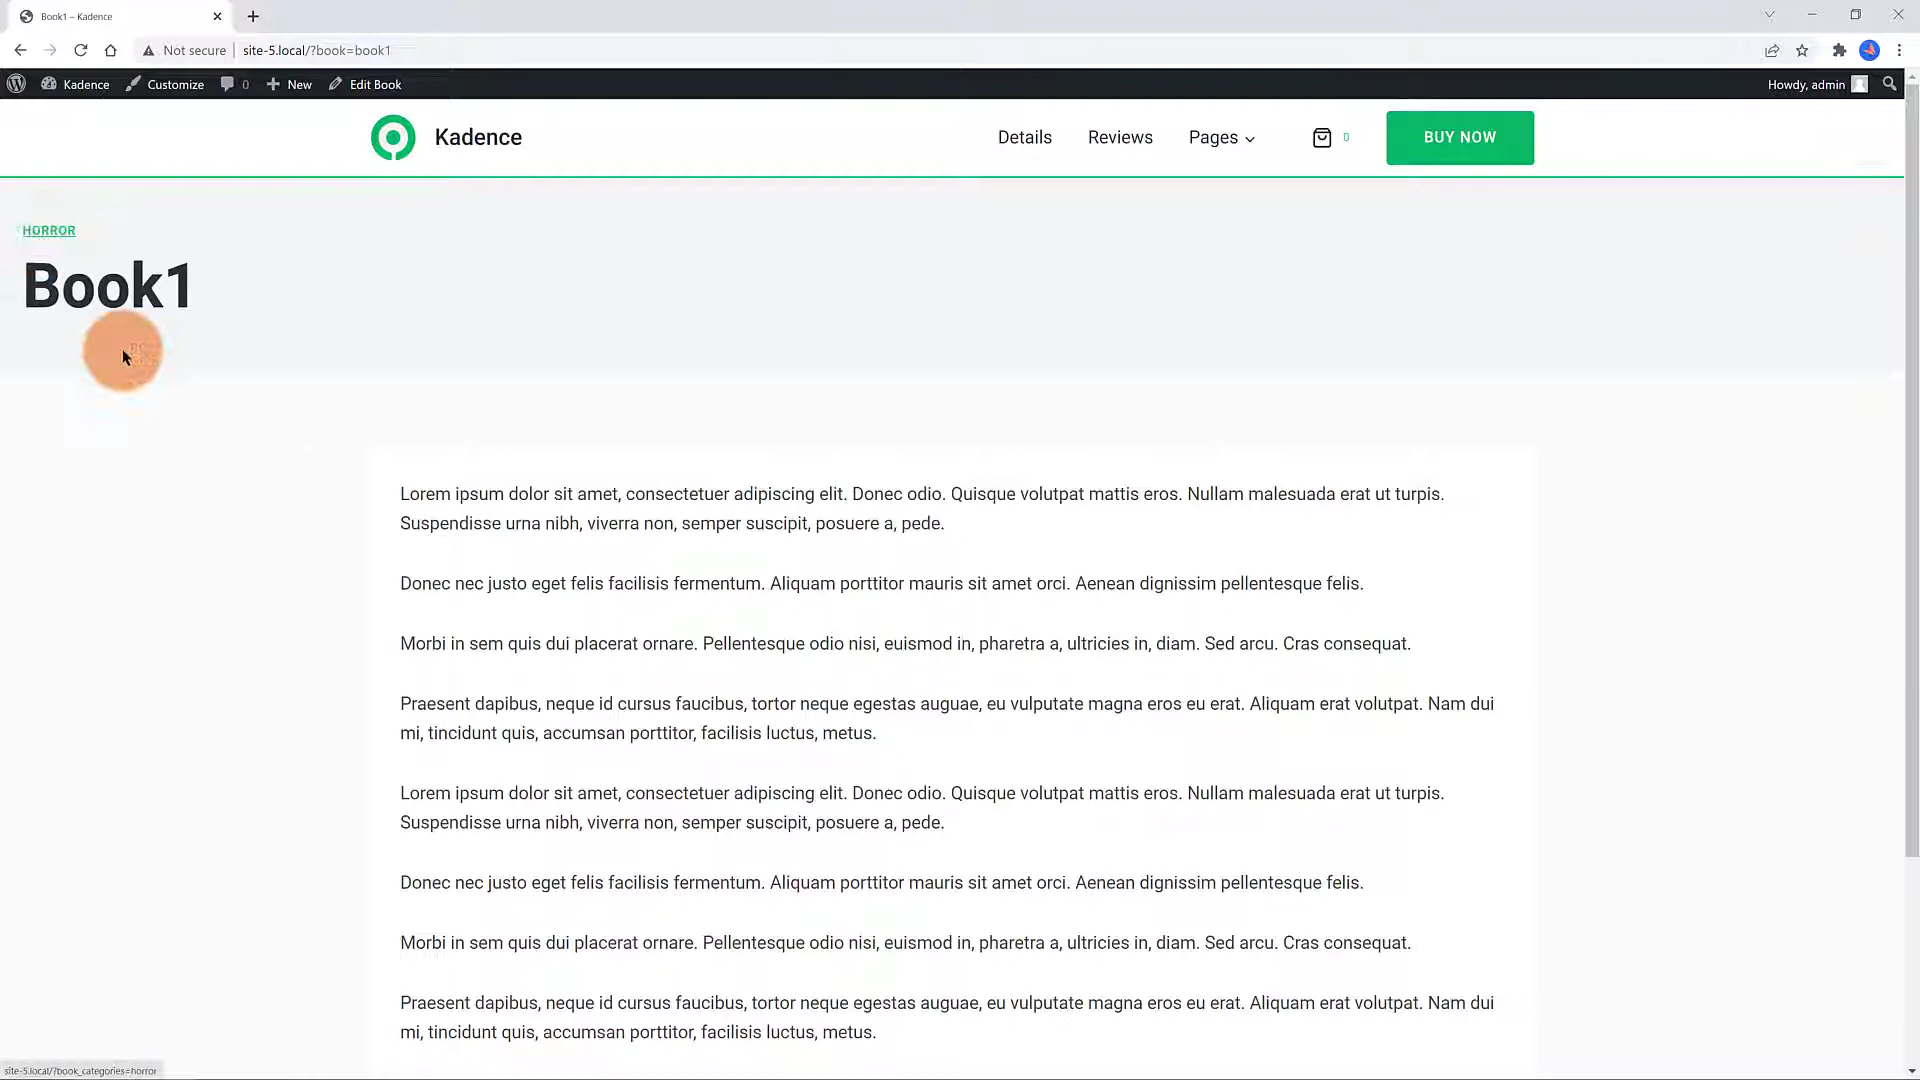 Book1 – Kadence
Not secure
site-5.local/?book=book1
Kadence
Customize
0
New
Edit Book
Howdy, admin
Kadence
Details
Reviews
Pages
0
BUY NOW
HORROR
Book1
Lorem ipsum dolor sit amet, consectetuer adipiscing elit. Donec odio. Quisque volutpat mattis eros. Nullam malesuada erat ut turpis.
Suspendisse urna nibh, viverra non, semper suscipit, posuere a, pede.
Donec nec justo eget felis facilisis fermentum. Aliquam porttitor mauris sit amet orci. Aenean dignissim pellentesque felis.
Morbi in sem quis dui placerat ornare. Pellentesque odio nisi, euismod in, pharetra a, ultricies in, diam. Sed arcu. Cras consequat.
Praesent dapibus, neque id cursus faucibus, tortor neque egestas auguae, eu vulputate magna eros eu erat. Aliquam erat volutpat. Nam dui
mi, tincidunt quis, accumsan porttitor, facilisis luctus, metus.
Lorem ipsum dolor sit amet, consectetuer adipiscing elit. Donec odio. Quisque volutpat mattis eros. Nullam malesuada erat ut turpis.
Suspendisse urna nibh, viverra non, semper suscipit, posuere a, pede.
Donec nec justo eget felis facilisis fermentum. Aliquam porttitor mauris sit amet orci. Aenean dignissim pellentesque felis.
Morbi in sem quis dui placerat ornare. Pellentesque odio nisi, euismod in, pharetra a, ultricies in, diam. Sed arcu. Cras consequat.
Praesent dapibus, neque id cursus faucibus, tortor neque egestas auguae, eu vulputate magna eros eu erat. Aliquam erat volutpat. Nam dui
mi, tincidunt quis, accumsan porttitor, facilisis luctus, metus.
site-5.local/?book_categories=horror